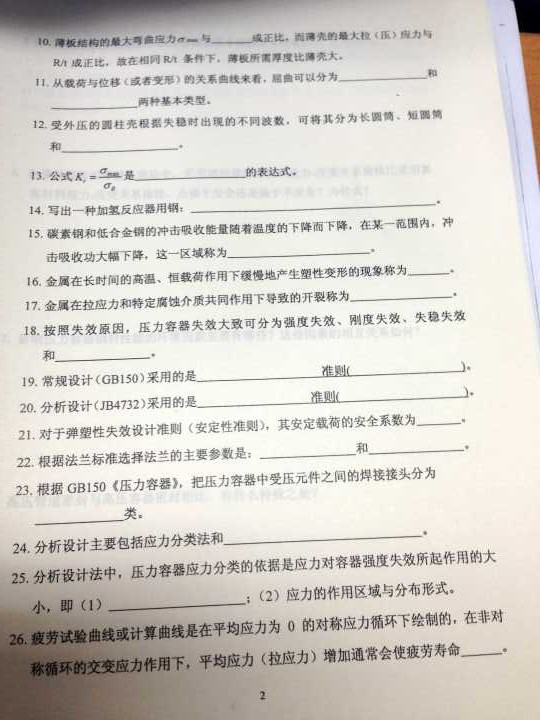 10. 薄板结构的最大弯曲应力σmax与______成正比，而薄壳的最大拉（压）应力与
R/t 成正比，故在相同 R/t 条件下，薄板所需厚度比薄壳大。
11. 从载荷与位移（或者变形）的关系曲线来看，屈曲可以分为____________和
____________两种基本类型。
12. 受外压的圆柱壳根据失稳时出现的不同波数，可将其分为长圆筒、短圆筒
和________________。
13. 公式 Kt = σmax/σθ 是________________的表达式。
14. 写出一种加氢反应器用钢：________________________________。
15. 碳素钢和低合金钢的冲击吸收能量随着温度的下降而下降，在某一范围内，冲
击吸收功大幅下降，这一区域称为__________________。
16. 金属在长时间的高温、恒载荷作用下缓慢地产生塑性变形的现象称为______。
17. 金属在拉应力和特定腐蚀介质共同作用下导致的开裂称为______________。
18. 按照失效原因，压力容器失效大致可分为强度失效、刚度失效、失稳失效
和______________。
19. 常规设计（GB150）采用的是________________准则(________________)。
20. 分析设计（JB4732）采用的是________________准则(________________)。
21. 对于弹塑性失效设计准则（安定性准则），其安定载荷的安全系数为______。
22. 根据法兰标准选择法兰的主要参数是：____________和____________。
23. 根据 GB150《压力容器》，把压力容器中受压元件之间的焊接接头分为
____________类。
24. 分析设计主要包括应力分类法和__________________________。
25. 分析设计法中，压力容器应力分类的依据是应力对容器强度失效所起作用的大
小，即（1）__________________；（2）应力的作用区域与分布形式。
26. 疲劳试验曲线或计算曲线是在平均应力为 0 的对称应力循环下绘制的，在非对
称循环的交变应力作用下，平均应力（拉应力）增加通常会使疲劳寿命______。
2